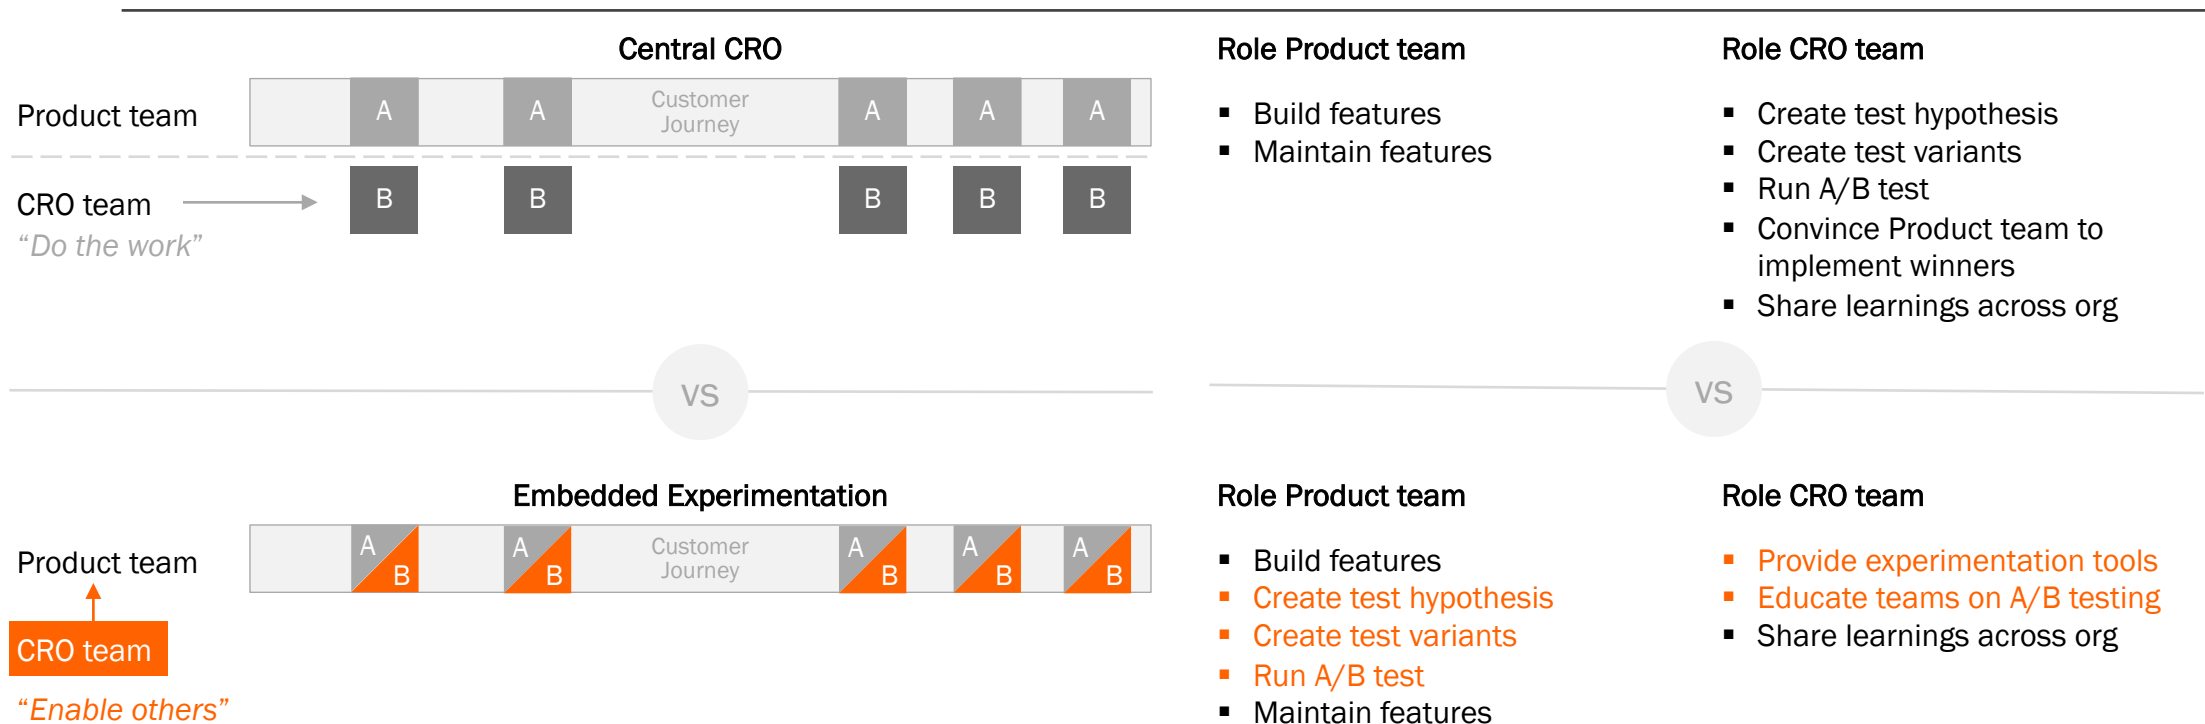 Central CRO
Product team
A A A A A
Customer
Journey
CRO team
B B B B B
“Do the work”
Role Product team
▪ Build features
▪ Maintain features
Role CRO team
▪ Create test hypothesis
▪ Create test variants
▪ Run A/B test
▪ Convince Product team to
implement winners
▪ Share learnings across org
VS
VS
Embedded Experimentation
Product team
A B A B A B A B A B
Customer
Journey
CRO team
“Enable others”
Role Product team
▪ Build features
▪ Create test hypothesis
▪ Create test variants
▪ Run A/B test
▪ Maintain features
Role CRO team
▪ Provide experimentation tools
▪ Educate teams on A/B testing
▪ Share learnings across org